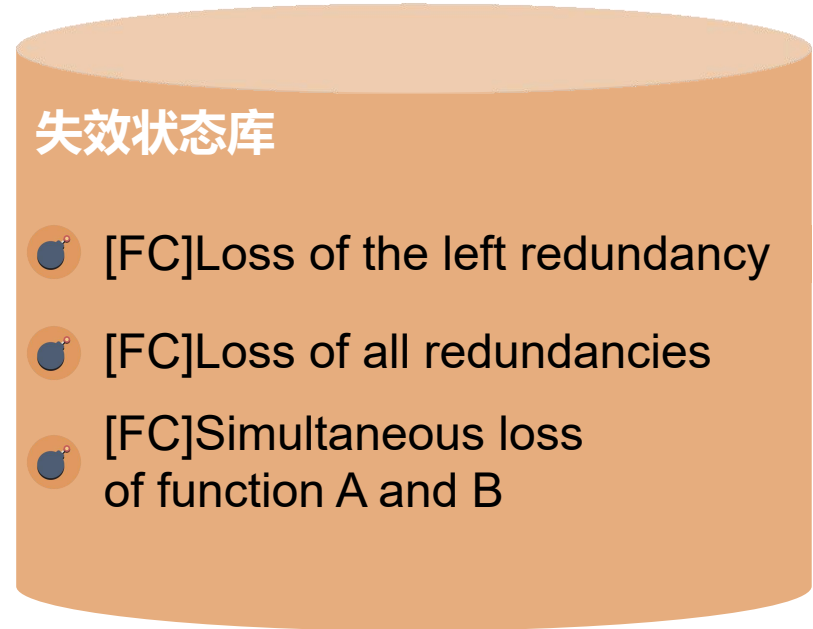 失效状态库
[FC]Loss of the left redundancy
[FC]Loss of all redundancies
[FC]Simultaneous loss
of function A and B